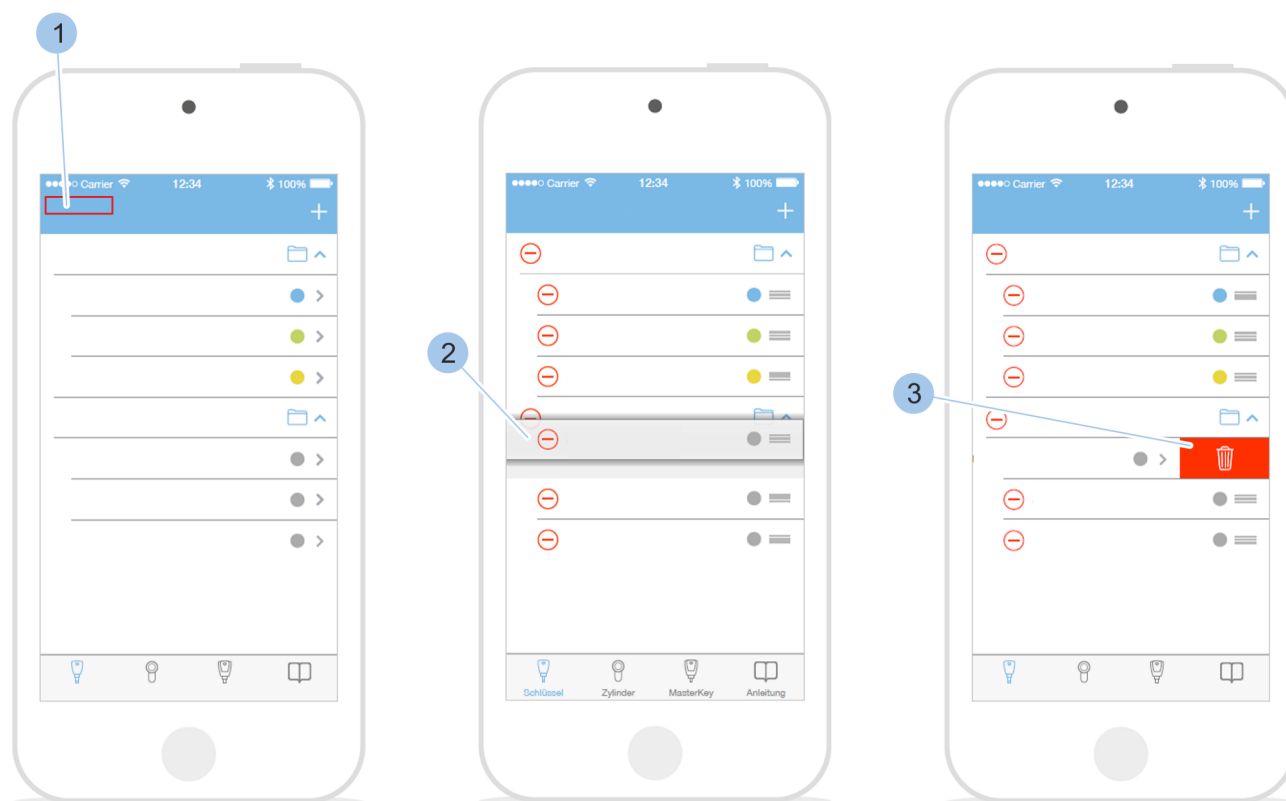 1
●●●●○ Carrier 12:34 100%
●●●●○ Carrier 12:34 100%
●●●●○ Carrier 12:34 100%
2
3
Schlüssel Zylinder MasterKey Anleitung